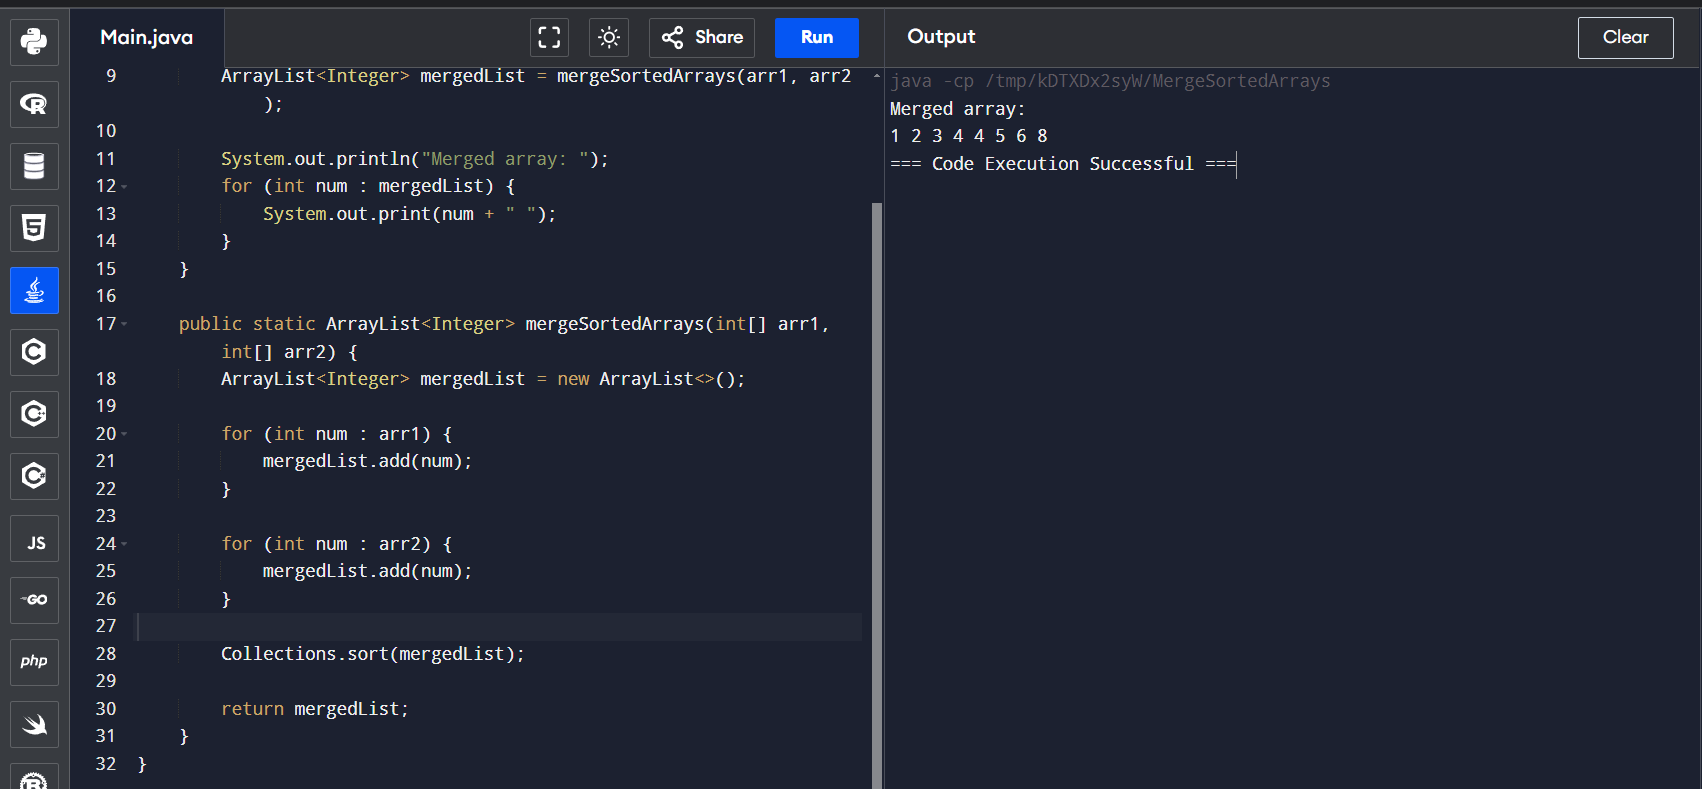 Main.java
Share
Run
Output
Clear
9 ArrayList<Integer> mergedList = mergeSortedArrays(arr1, arr2
);
10
11 System.out.println("Merged array: ");
12 for (int num : mergedList) {
13 System.out.print(num + " ");
14 }
15 }
16
17 public static ArrayList<Integer> mergeSortedArrays(int[] arr1,
int[] arr2) {
18 ArrayList<Integer> mergedList = new ArrayList<>();
19
20 for (int num : arr1) {
21 mergedList.add(num);
22 }
23
24 for (int num : arr2) {
25 mergedList.add(num);
26 }
27
28 Collections.sort(mergedList);
29
30 return mergedList;
31 }
32 }
java -cp /tmp/kDTXDx2syW/MergeSortedArrays
Merged array:
1 2 3 4 4 5 6 8
=== Code Execution Successful ===
R
5
C
C++
C#
JS
GO
php
R